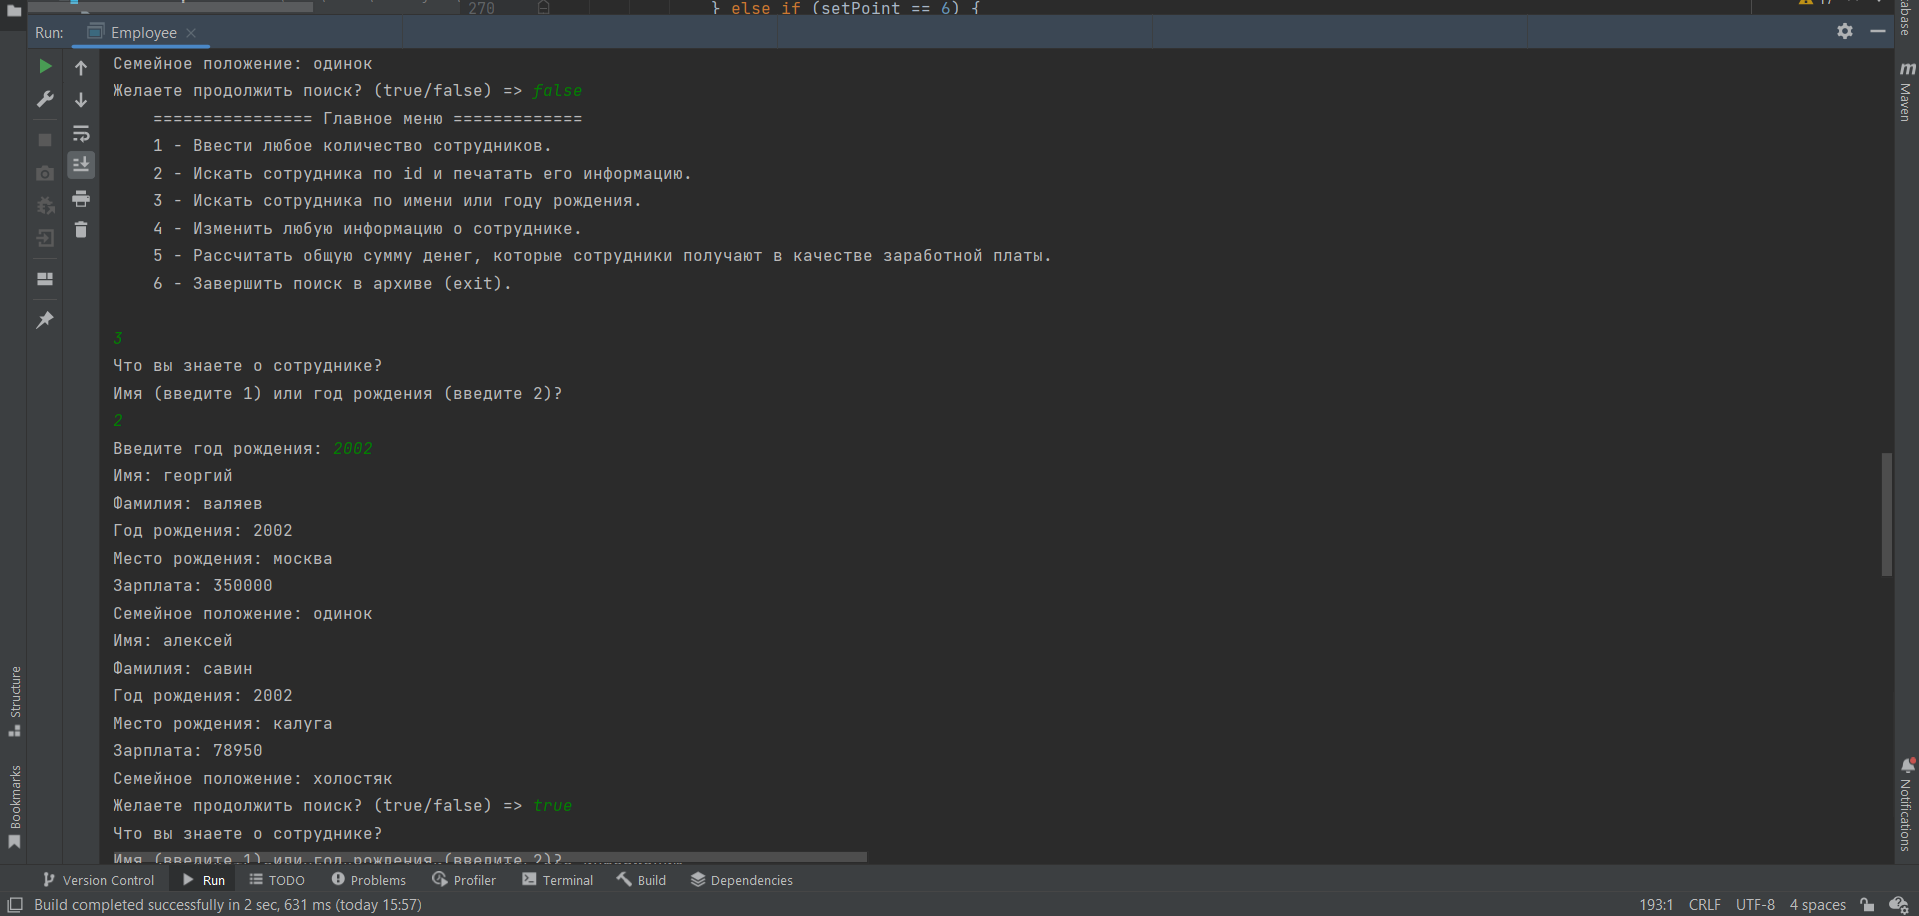 270 } else if (setPoint == 6) {
Run: Employee
Семейное положение: одинок
Желаете продолжить поиск? (true/false) => false
================ Главное меню =============
1 - Ввести любое количество сотрудников.
2 - Искать сотрудника по id и печатать его информацию.
3 - Искать сотрудника по имени или году рождения.
4 - Изменить любую информацию о сотруднике.
5 - Рассчитать общую сумму денег, которые сотрудники получают в качестве заработной платы.
6 - Завершить поиск в архиве (exit).
3
Что вы знаете о сотруднике?
Имя (введите 1) или год рождения (введите 2)?
2
Введите год рождения: 2002
Имя: георгий
Фамилия: валяев
Год рождения: 2002
Место рождения: москва
Зарплата: 350000
Семейное положение: одинок
Имя: алексей
Фамилия: савин
Год рождения: 2002
Место рождения: калуга
Зарплата: 78950
Семейное положение: холостяк
Желаете продолжить поиск? (true/false) => true
Что вы знаете о сотруднике?
Имя (введите 1) или год рождения (введите 2)?
Structure
Bookmarks
Maven
Notifications
Version Control Run TODO Problems Profiler Terminal Build Dependencies
Build completed successfully in 2 sec, 631 ms (today 15:57) 193:1 CRLF UTF-8 4 spaces